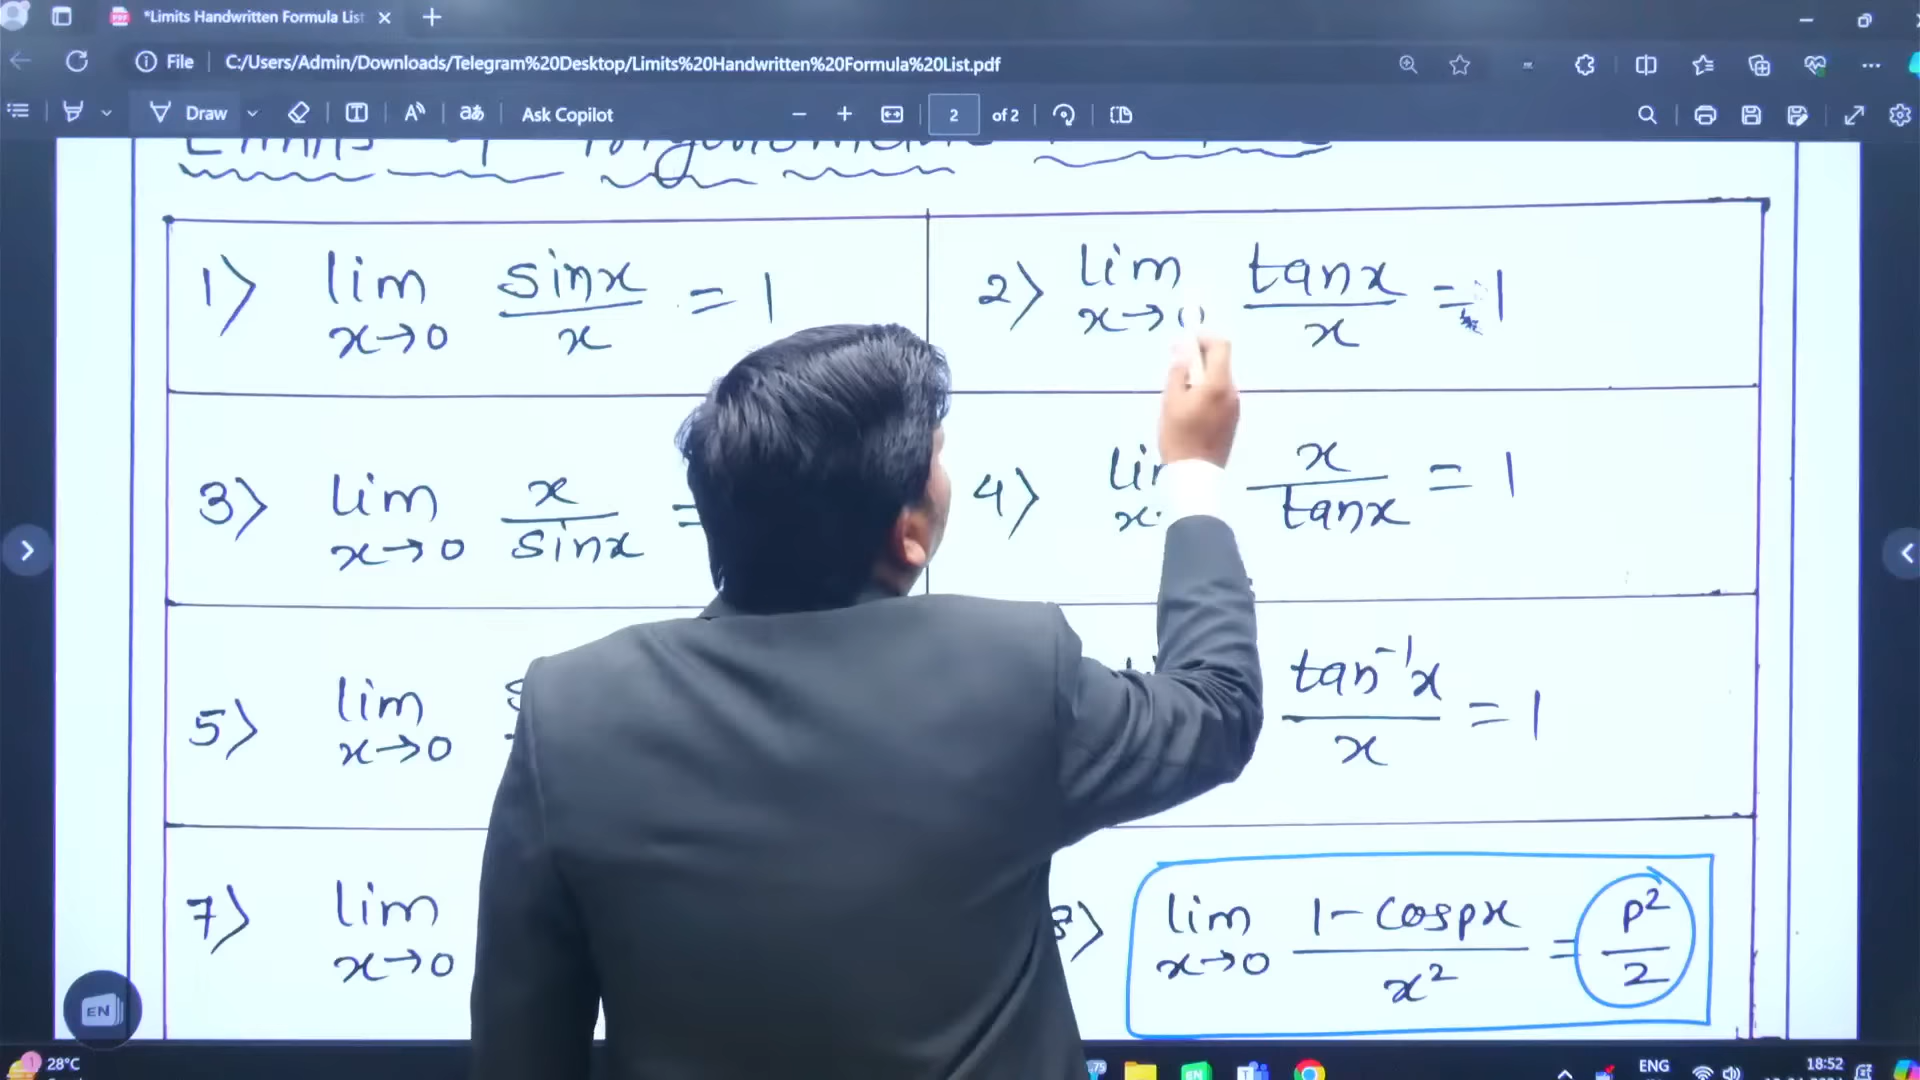 *Limits Handwritten Formula List
File C:/Users/Admin/Downloads/Telegram%20Desktop/Limits%20Handwritten%20Formula%20List.pdf
Draw T A aあ Ask Copilot 2 of 2
1) lim x→0 sinx/x = 1
2) lim x→0 tanx/x = 1
3) lim x→0 x/sinx =
4) x/tanx = 1
5) lim x→0
tan⁻¹x/x = 1
7) lim x→0
8) lim x→0 1-cospx/x² = p²/2
EN
28°C
ENG
18:52